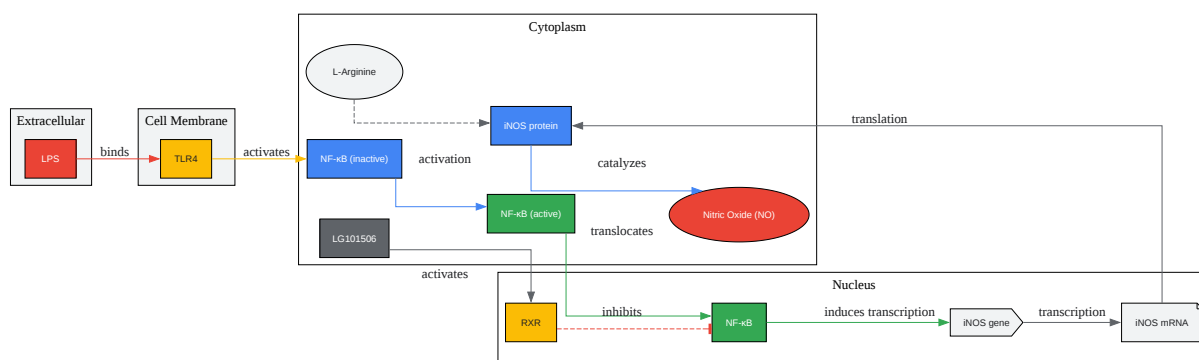 Cytoplasm
L-Arginine
Extracellular
Cell Membrane
iNOS protein
translation
LPS
binds
TLR4
activates
NF-κB (inactive)
activation
catalyzes
NF-κB (active)
Nitric Oxide (NO)
translocates
LG101506
activates
Nucleus
RXR
inhibits
NF-κB
induces transcription
iNOS gene
transcription
iNOS mRNA